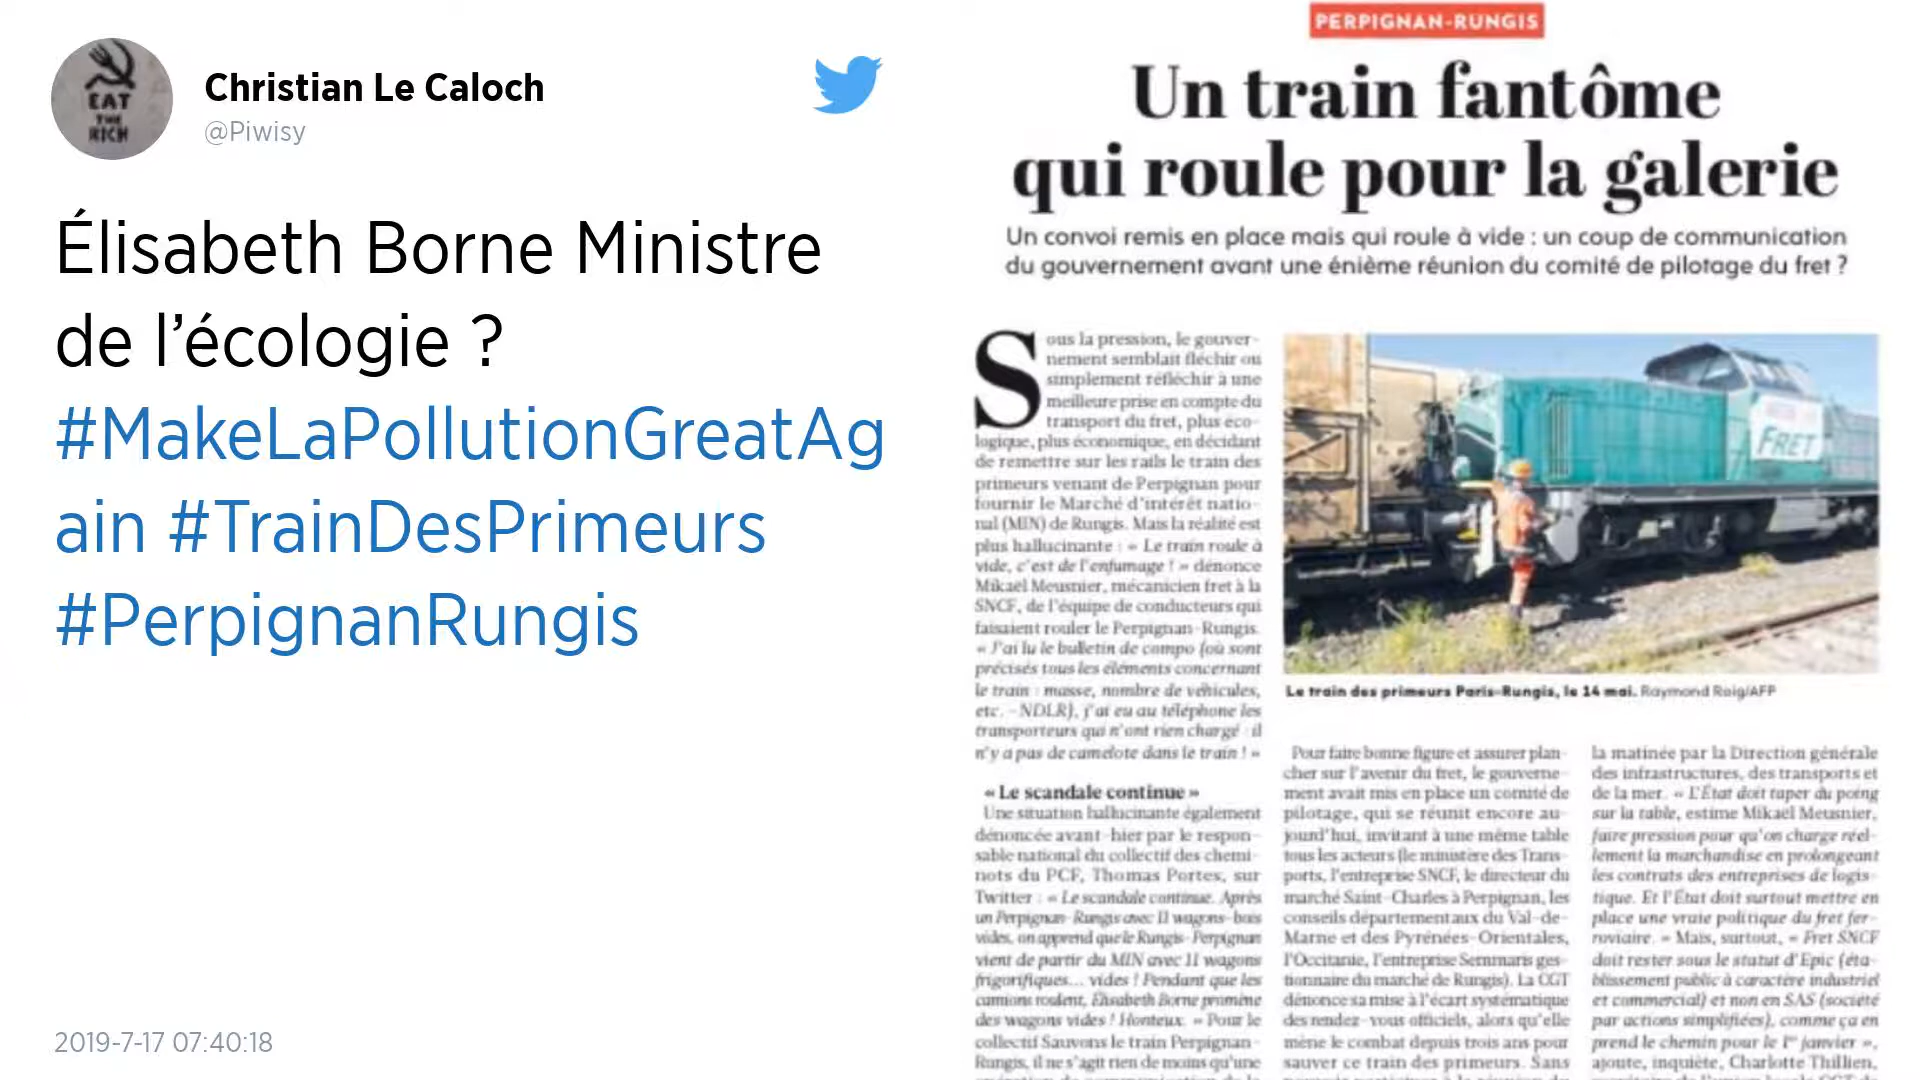 EAT
THE
RICH
Christian Le Caloch
@Piwisy
Élisabeth Borne Ministre
de l’écologie ?
#MakeLaPollutionGreatAg
ain #TrainDesPrimeurs
#PerpignanRungis
2019-7-17 07:40:18
PERPIGNAN-RUNGIS
Un train fantôme
qui roule pour la galerie
Un convoi remis en place mais qui roule à vide : un coup de communication
du gouvernement avant une énième réunion du comité de pilotage du fret ?
Sous la pression, le gouver-
nement semblait fléchir ou
simplement réfléchir à une
meilleure prise en compte du
transport du fret, plus éco-
logique, plus économique, en décidant
de remettre sur les rails le train des
primeurs venant de Perpignan pour
fournir le Marché d’intérêt natio-
nal (MIN) de Rungis. Mais la réalité est
plus hallucinante : « Le train roule à
vide, c’est de l’enfumage ! » dénonce
Mikaël Meusnier, mécanicien fret à la
SNCF, de l’équipe de conducteurs qui
faisaient rouler le Perpignan-Rungis.
« J’ai lu le bulletin de compo (où sont
précisés tous les éléments concernant
le train : masse, nombre de véhicules,
etc. – NDLR), j’ai eu au téléphone les
transporteurs qui n’ont rien chargé : il
n’y a pas de camelote dans le train ! »
« Le scandale continue »
Une situation hallucinante également
dénoncée avant-hier par le respon-
sable national du collectif des chemi-
nots du PCF, Thomas Portes, sur
Twitter : « Le scandale continue. Après
un Perpignan-Rungis avec 11 wagons-bois
vides, on apprend que le Rungis-Perpignan
vient de partir du MIN avec 11 wagons
frigorifiques... vides ! Pendant que les
camions roulent, Élisabeth Borne promène
des wagons vides ! Honteux. » Pour le
collectif Sauvons le train Perpignan-
Rungis, il ne s’agit rien de moins qu’une
FRET
Le train des primeurs Paris-Rungis, le 14 mai. Raymond Roig/AFP
Pour faire bonne figure et assurer plan-
cher sur l’avenir du fret, le gouverne-
ment avait mis en place un comité de
pilotage, qui se réunit encore au-
jourd’hui, invitant à une même table
tous les acteurs (le ministère des Trans-
ports, l’entreprise SNCF, le directeur du
marché Saint-Charles à Perpignan, les
conseils départementaux du Val-de-
Marne et des Pyrénées-Orientales,
l’Occitanie, l’entreprise Semmaris ges-
tionnaire du marché de Rungis). La CGT
dénonce sa mise à l’écart systématique
des rendez-vous officiels, alors qu’elle
mène le combat depuis trois ans pour
sauver ce train des primeurs. Sans
la matinée par la Direction générale
des infrastructures, des transports et
de la mer. « L’État doit taper du poing
sur la table, estime Mikaël Meusnier,
faire pression pour qu’on charge réel-
lement la marchandise en prolongeant
les contrats des entreprises de logis-
tique. Et l’État doit surtout mettre en
place une vraie politique du fret fer-
roviaire. » Mais, surtout, « Fret SNCF
doit rester sous le statut d’Epic (éta-
blissement public à caractère industriel
et commercial) et non en SAS (société
par actions simplifiées), comme ça en
prend le chemin pour le 1er janvier »,
ajoute, inquiète, Charlotte Thillien,